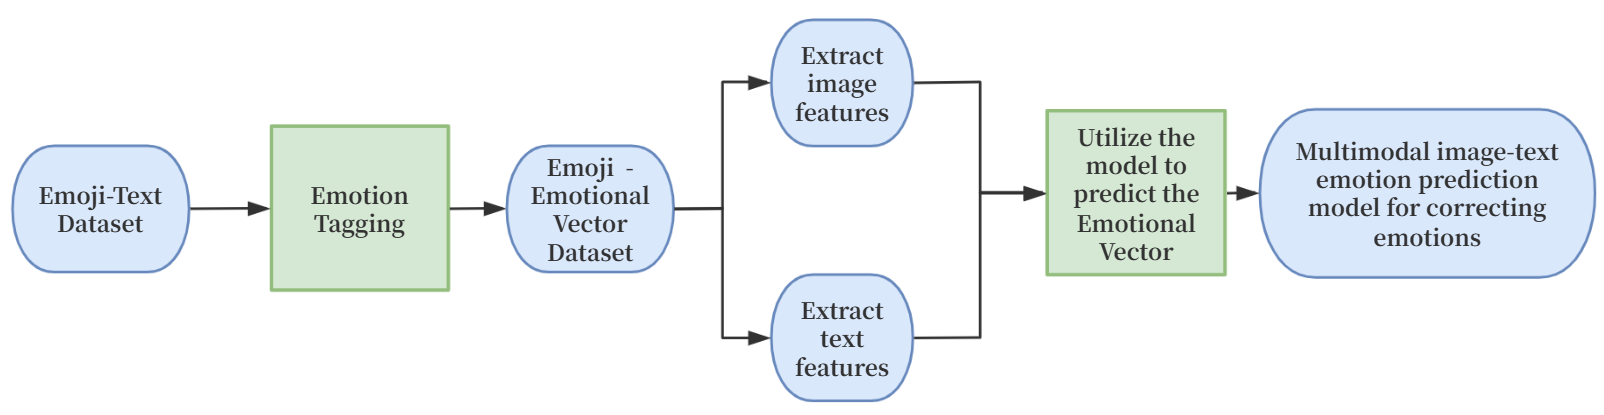 Emoji-Text
Dataset
Emotion
Tagging
Emoji -
Emotional
Vector
Dataset
Extract
image
features
Extract
text
features
Utilize the
model to
predict the
Emotional
Vector
Multimodal image-text
emotion prediction
model for correcting
emotions